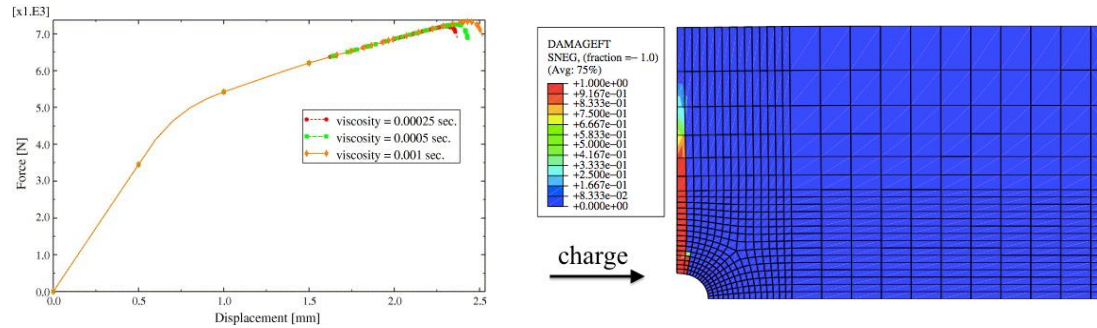 [x1.E3]
7.0
6.0
5.0
4.0
3.0
2.0
1.0
0.0
Force [N]
viscosity = 0.00025 sec.
viscosity = 0.0005 sec.
viscosity = 0.001 sec.
0.0 0.5 1.0 1.5 2.0 2.5
Displacement [mm]
DAMAGEFT
SNEG, (fraction =− 1.0)
(Avg: 75%)
+1.000e+00
+9.167e-01
+8.333e-01
+7.500e-01
+6.667e-01
+5.833e-01
+5.000e-01
+4.167e-01
+3.333e-01
+2.500e-01
+1.667e-01
+8.333e-02
+0.000e+00
charge